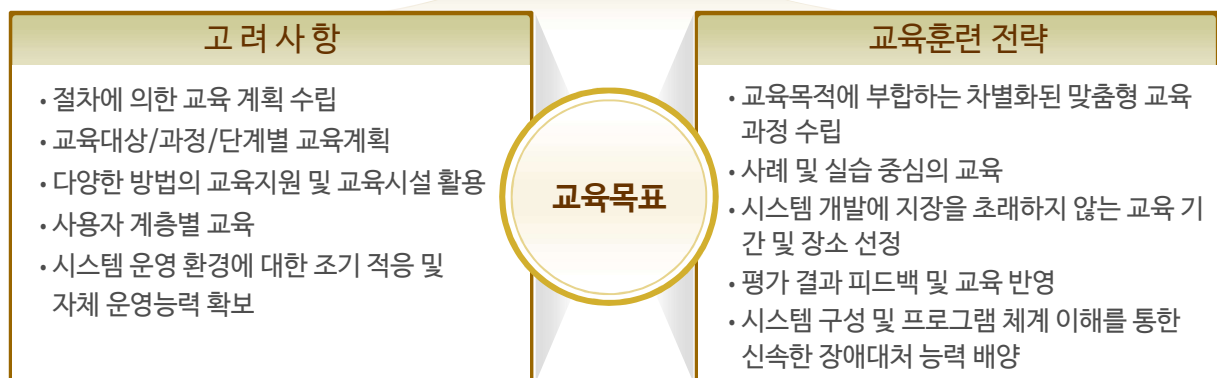 고 려 사 항
• 절차에 의한 교육 계획 수립
• 교육대상/과정/단계별 교육계획
• 다양한 방법의 교육지원 및 교육시설 활용
• 사용자 계층별 교육
• 시스템 운영 환경에 대한 조기 적응 및
자체 운영능력 확보
교육목표
교육훈련 전략
• 교육목적에 부합하는 차별화된 맞춤형 교육
과정 수립
• 사례 및 실습 중심의 교육
• 시스템 개발에 지장을 초래하지 않는 교육 기
간 및 장소 선정
• 평가 결과 피드백 및 교육 반영
• 시스템 구성 및 프로그램 체계 이해를 통한
신속한 장애대처 능력 배양